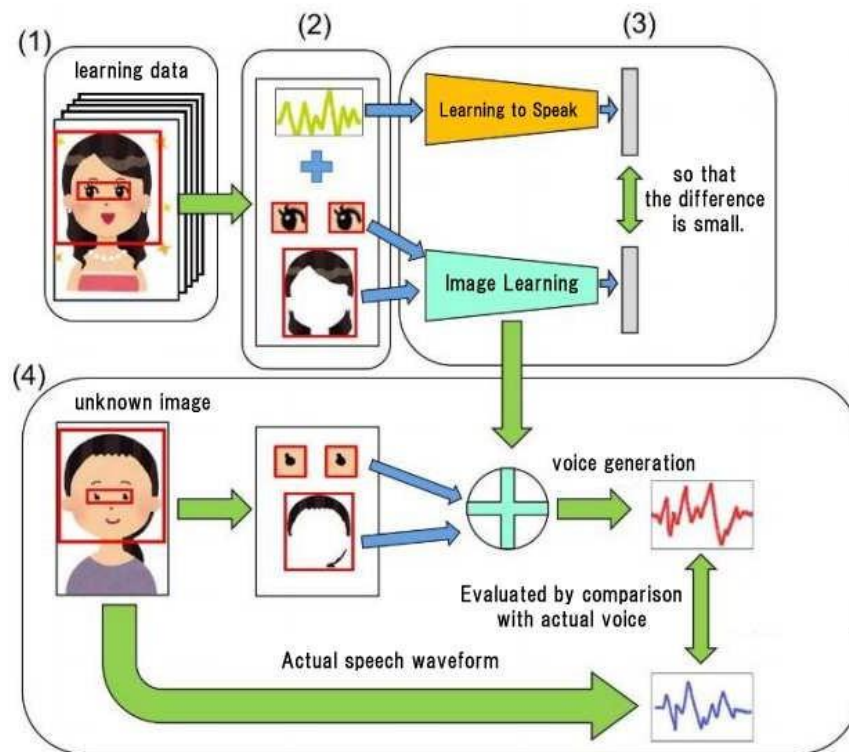 (1)
learning data
(2)
(3)
Learning to Speak
so that
the difference
is small.
Image Learning
(4)
unknown image
voice generation
Evaluated by comparison
with actual voice
Actual speech waveform